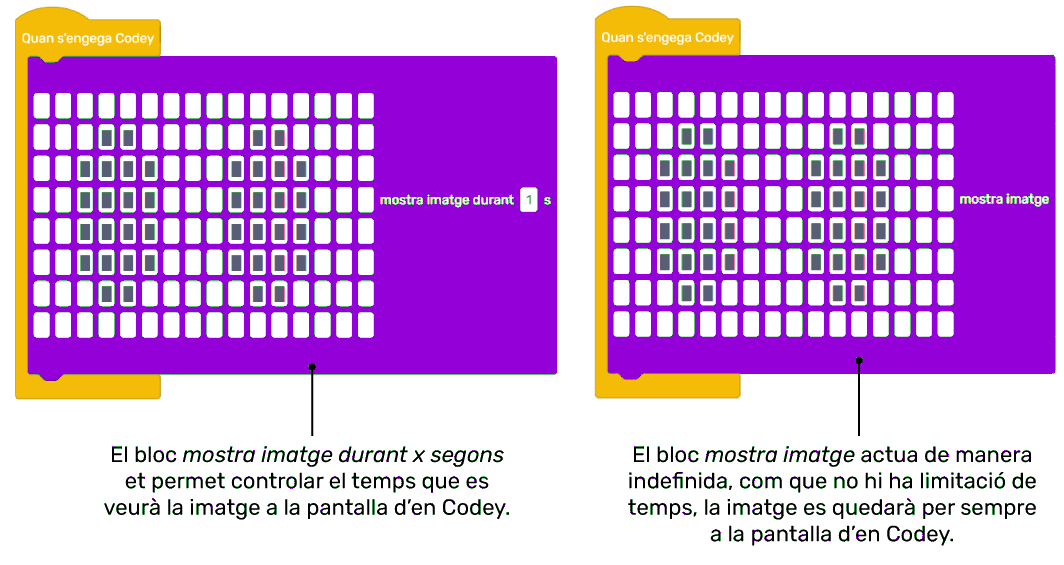 Quan s'engega Codey
mostra imatge durant 1 s
El bloc mostra imatge durant x segons
et permet controlar el temps que es
veurà la imatge a la pantalla d'en Codey.
Quan s'engega Codey
mostra imatge
El bloc mostra imatge actua de manera
indefinida, com que no hi ha limitació de
temps, la imatge es quedarà per sempre
a la pantalla d'en Codey.